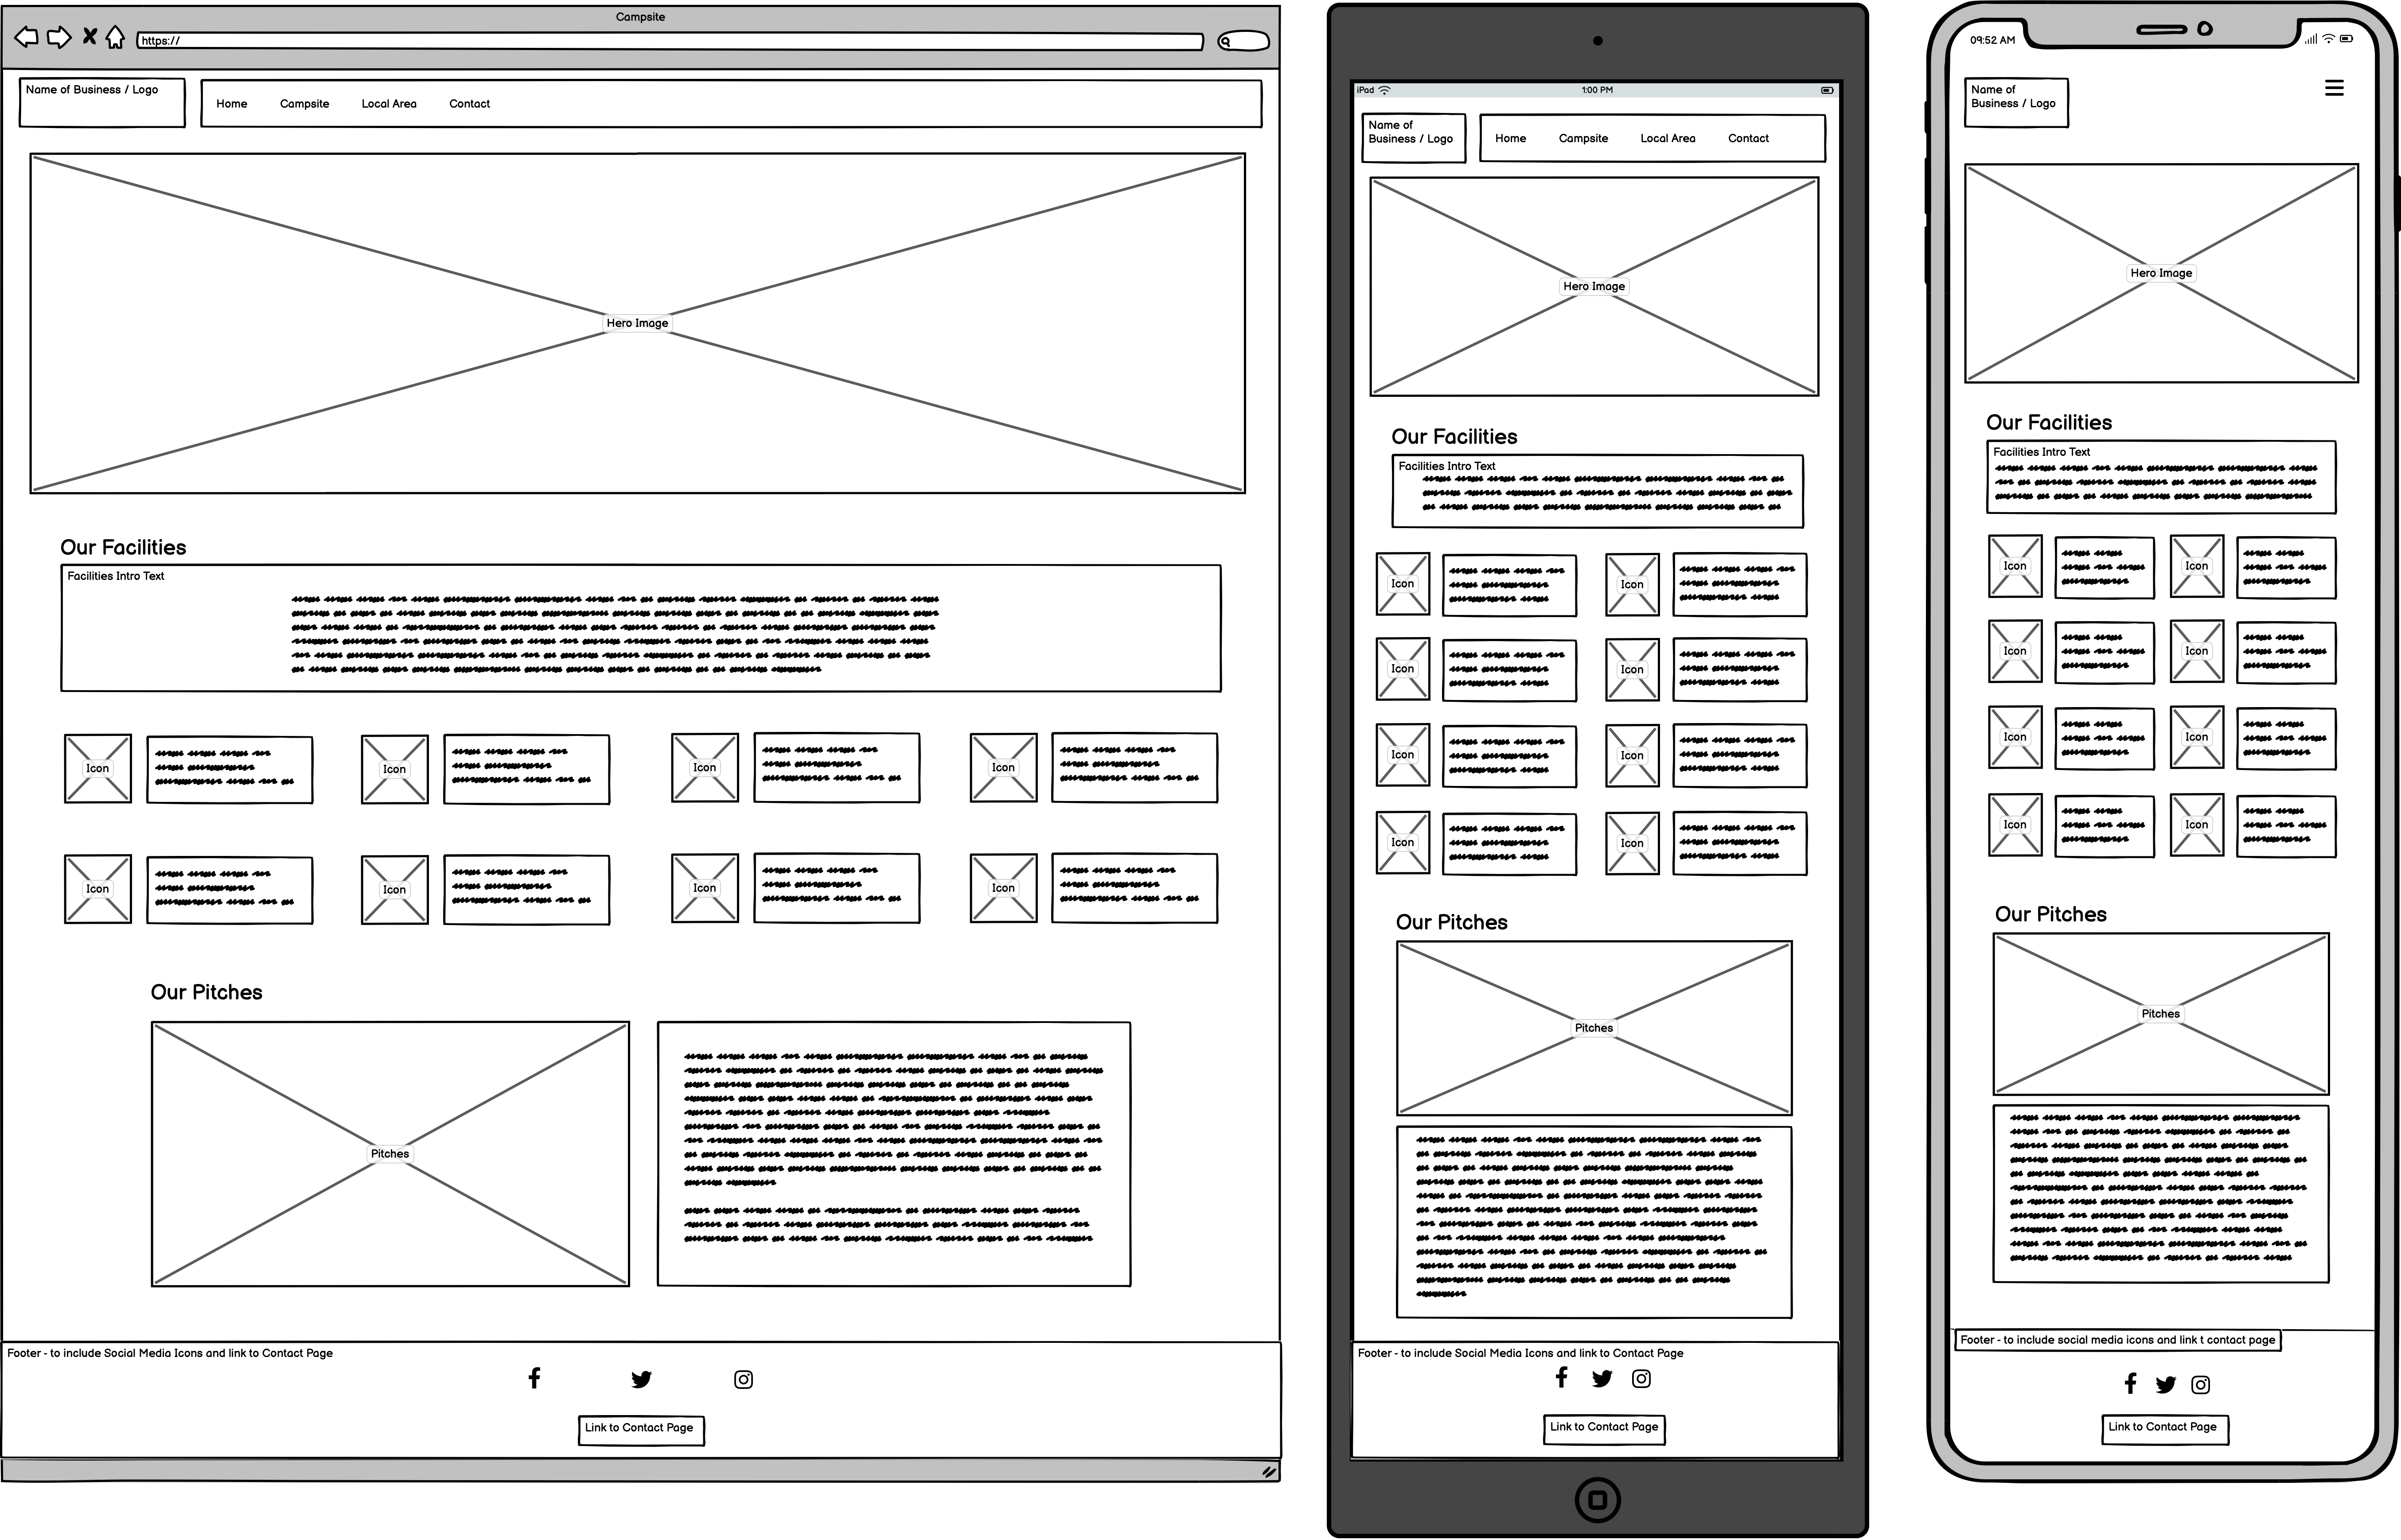 Campsite
https://
Name of Business / Logo
Home Campsite Local Area Contact
Hero Image
Our Facilities
Facilities Intro Text
Icon Icon Icon Icon
Icon Icon Icon Icon
Our Pitches
Pitches
Footer - to include Social Media Icons and link to Contact Page
Link to Contact Page
iPad 1:00 PM
Name of
Business / Logo
Home Campsite Local Area Contact
Hero Image
Our Facilities
Facilities Intro Text
Icon Icon
Icon Icon
Icon Icon
Icon Icon
Our Pitches
Pitches
Footer - to include Social Media Icons and link to Contact Page
Link to Contact Page
09:52 AM
Name of
Business / Logo
Hero Image
Our Facilities
Facilities Intro Text
Icon Icon
Icon Icon
Icon Icon
Icon Icon
Our Pitches
Pitches
Footer - to include social media icons and link t contact page
Link to Contact Page